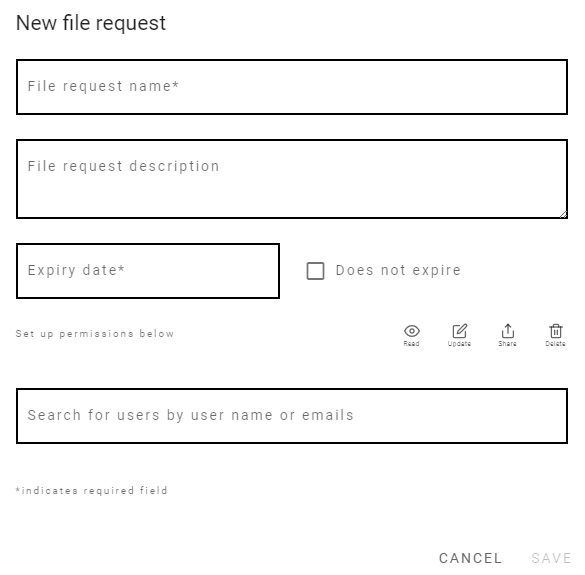 New file request
File request name*
File request description
Expiry date*
Does not expire
Set up permissions below
Read
Update
Share
Delete
Search for users by user name or emails
*indicates required field
CANCEL
SAVE